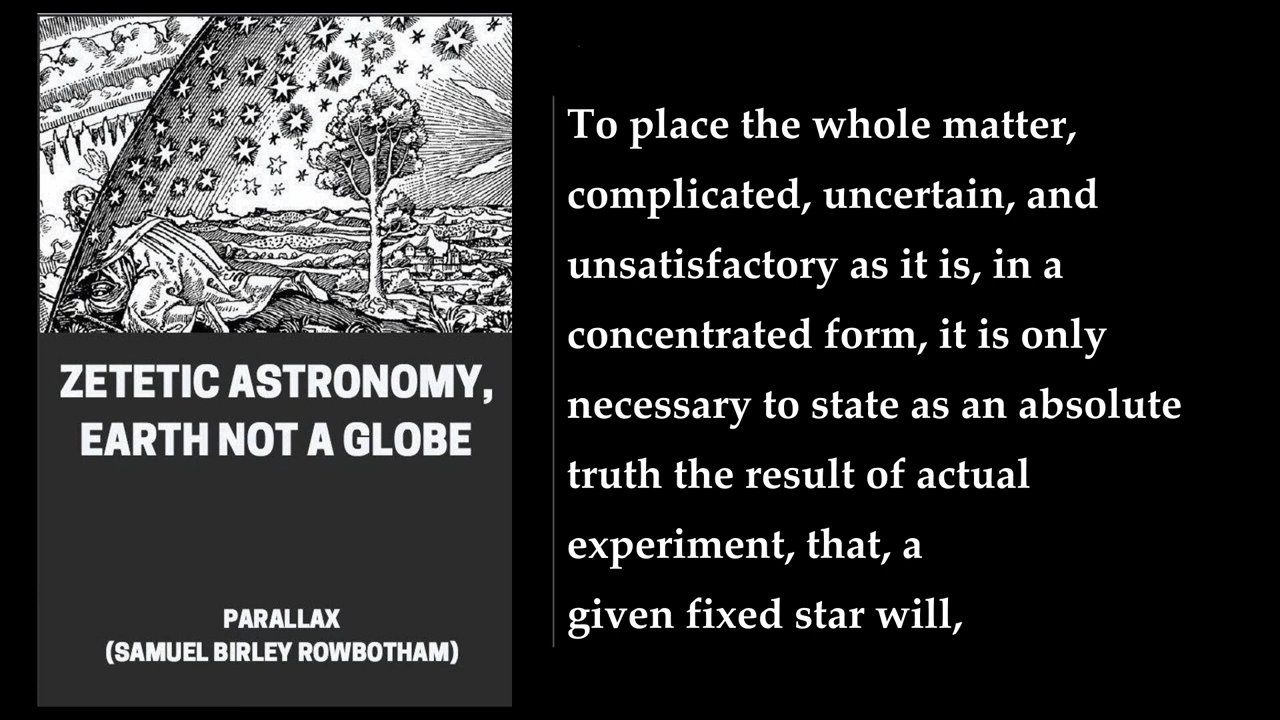 ZETETIC ASTRONOMY,
EARTH NOT A GLOBE
PARALLAX
(SAMUEL BIRLEY ROWBOTHAM)
To place the whole matter,
complicated, uncertain, and
unsatisfactory as it is, in a
concentrated form, it is only
necessary to state as an absolute
truth the result of actual
experiment, that, a
given fixed star will,